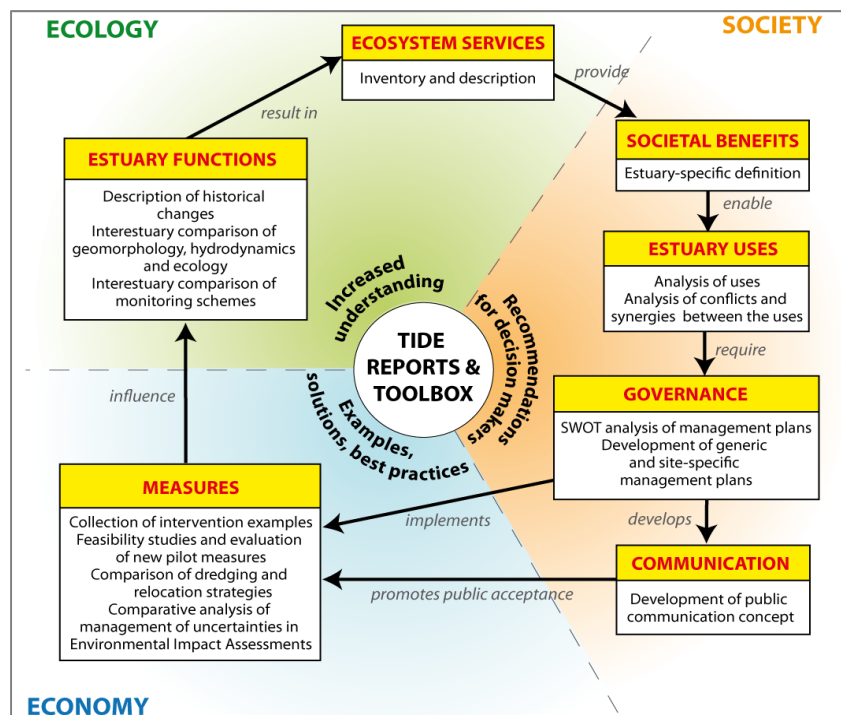 ECOLOGY
SOCIETY
ECOSYSTEM SERVICES
Inventory and description
provide
result in
SOCIETAL BENEFITS
Estuary-specific definition
enable
ESTUARY FUNCTIONS
Description of historical
changes
Interestuary comparison of
geomorphology, hydrodynamics
and ecology
Interestuary comparison of
monitoring schemes
ESTUARY USES
Analysis of uses
Analysis of conflicts and
synergies between the uses
require
Increased
understanding
Recommendations
for decision
makers
TIDE
REPORTS &
TOOLBOX
Examples,
solutions, best practices
influence
GOVERNANCE
SWOT analysis of management plans
Development of generic
and site-specific
management plans
implements
develops
MEASURES
Collection of intervention examples
Feasibility studies and evaluation
of new pilot measures
Comparison of dredging and
relocation strategies
Comparative analysis of
management of uncertainties in
Environmental Impact Assessments
COMMUNICATION
Development of public
communication concept
promotes public acceptance
ECONOMY